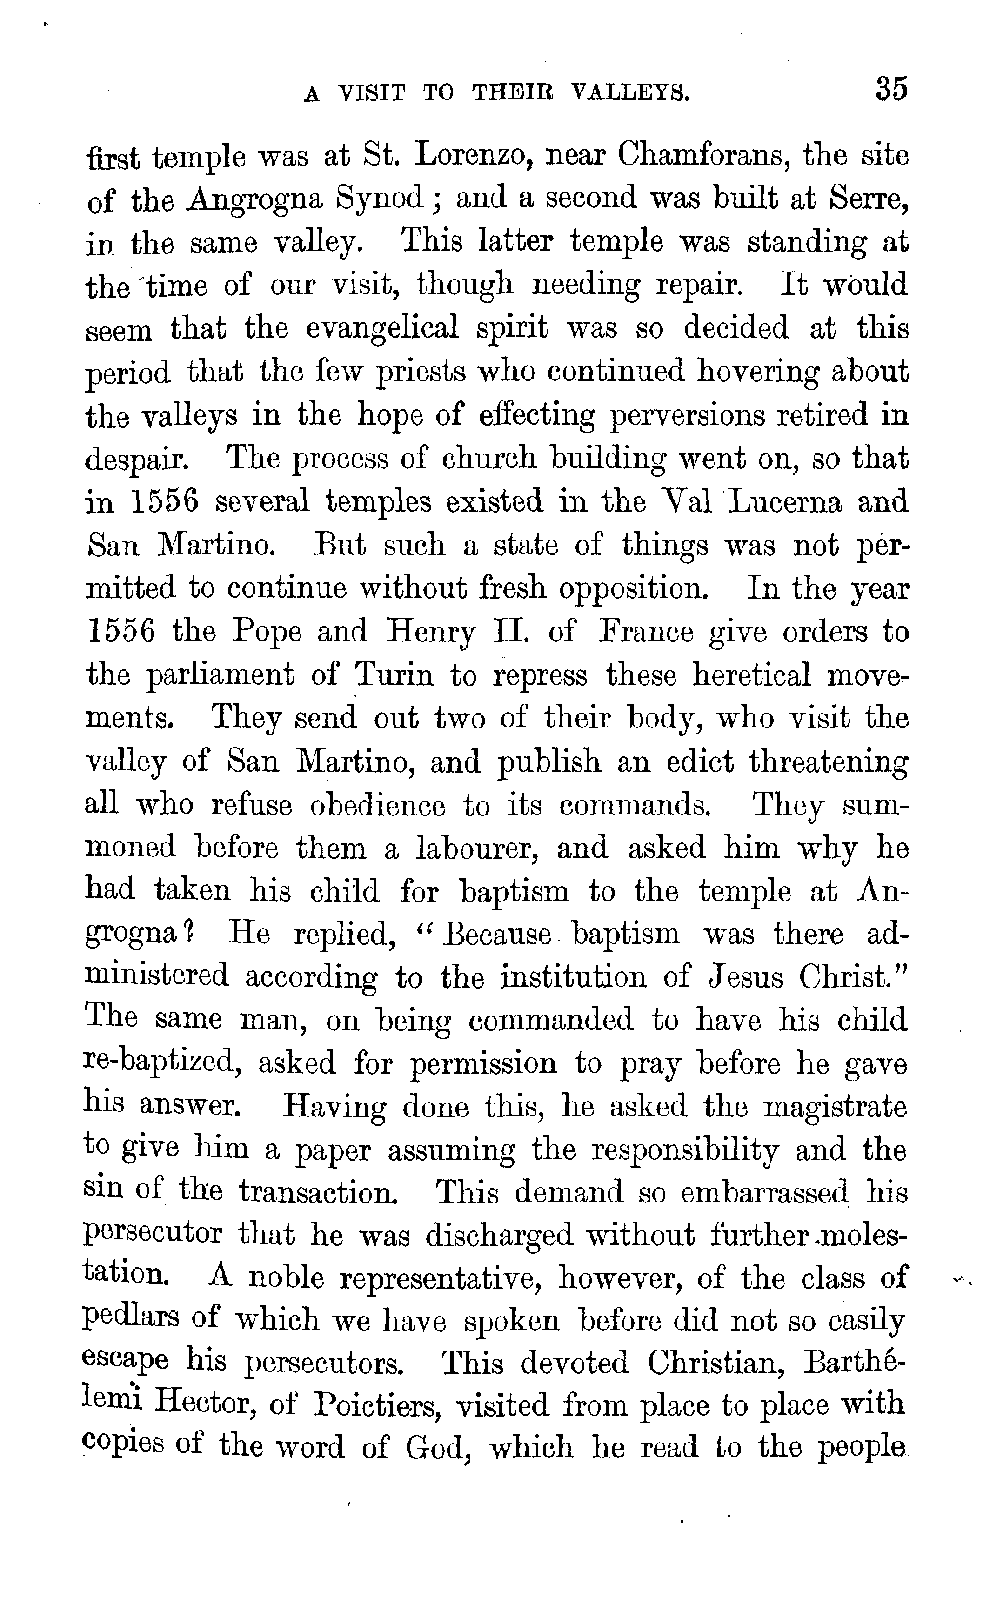 A VISIT TO THEIR VALLEYS. 35
first temple was at St. Lorenzo, near Chamforans, the site
of the Angrogna Synod; and a second was built at Serre,
in the same valley. This latter temple was standing at
the time of our visit, though needing repair. It would
seem that the evangelical spirit was so decided at this
period that the few priests who continued hovering about
the valleys in the hope of effecting perversions retired in
despair. The process of church building went on, so that
in 1556 several temples existed in the Val Lucerna and
San Martino. But such a state of things was not per-
mitted to continue without fresh opposition. In the year
1556 the Pope and Henry II. of France give orders to
the parliament of Turin to repress these heretical move-
ments. They send out two of their body, who visit the
valley of San Martino, and publish an edict threatening
all who refuse obedience to its commands. They sum-
moned before them a labourer, and asked him why he
had taken his child for baptism to the temple at An-
grogna? He replied, "Because baptism was there ad-
ministered according to the institution of Jesus Christ."
The same man, on being commanded to have his child
re-baptized, asked for permission to pray before he gave
his answer. Having done this, he asked the magistrate
to give him a paper assuming the responsibility and the
sin of the transaction. This demand so embarrassed his
persecutor that he was discharged without further moles-
tation. A noble representative, however, of the class of
pedlars of which we have spoken before did not so easily
escape his persecutors. This devoted Christian, Barthé-
lemi Hector, of Poictiers, visited from place to place with
copies of the word of God, which he read to the people